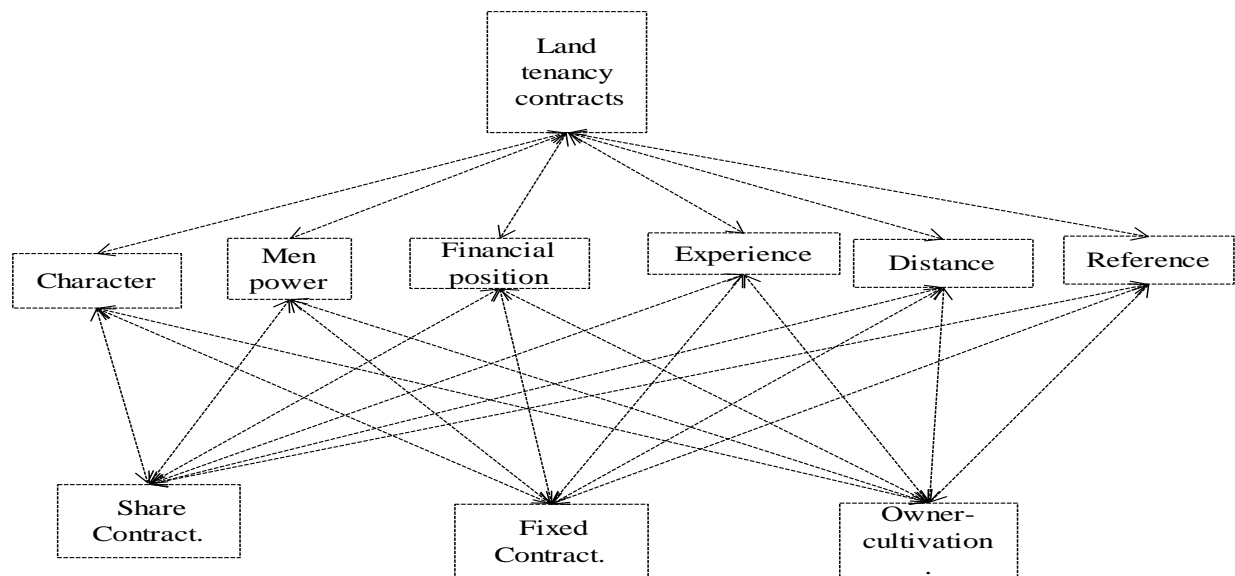 Land
tenancy
contracts
Character
Men
power
Financial
position
Experience
Distance
Reference
Share
Contract.
Fixed
Contract.
Owner-
cultivation
.